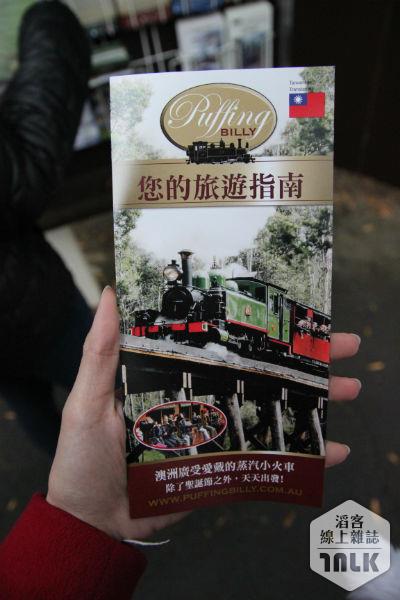 Taiwanese
Translation
Puffing
BILLY
您的旅遊指南
澳洲廣受愛戴的蒸汽小火車
除了聖誕節之外，天天出發!
WWW.PUFFINGBILLY.COM.AU
滔客
線上雜誌
TALK